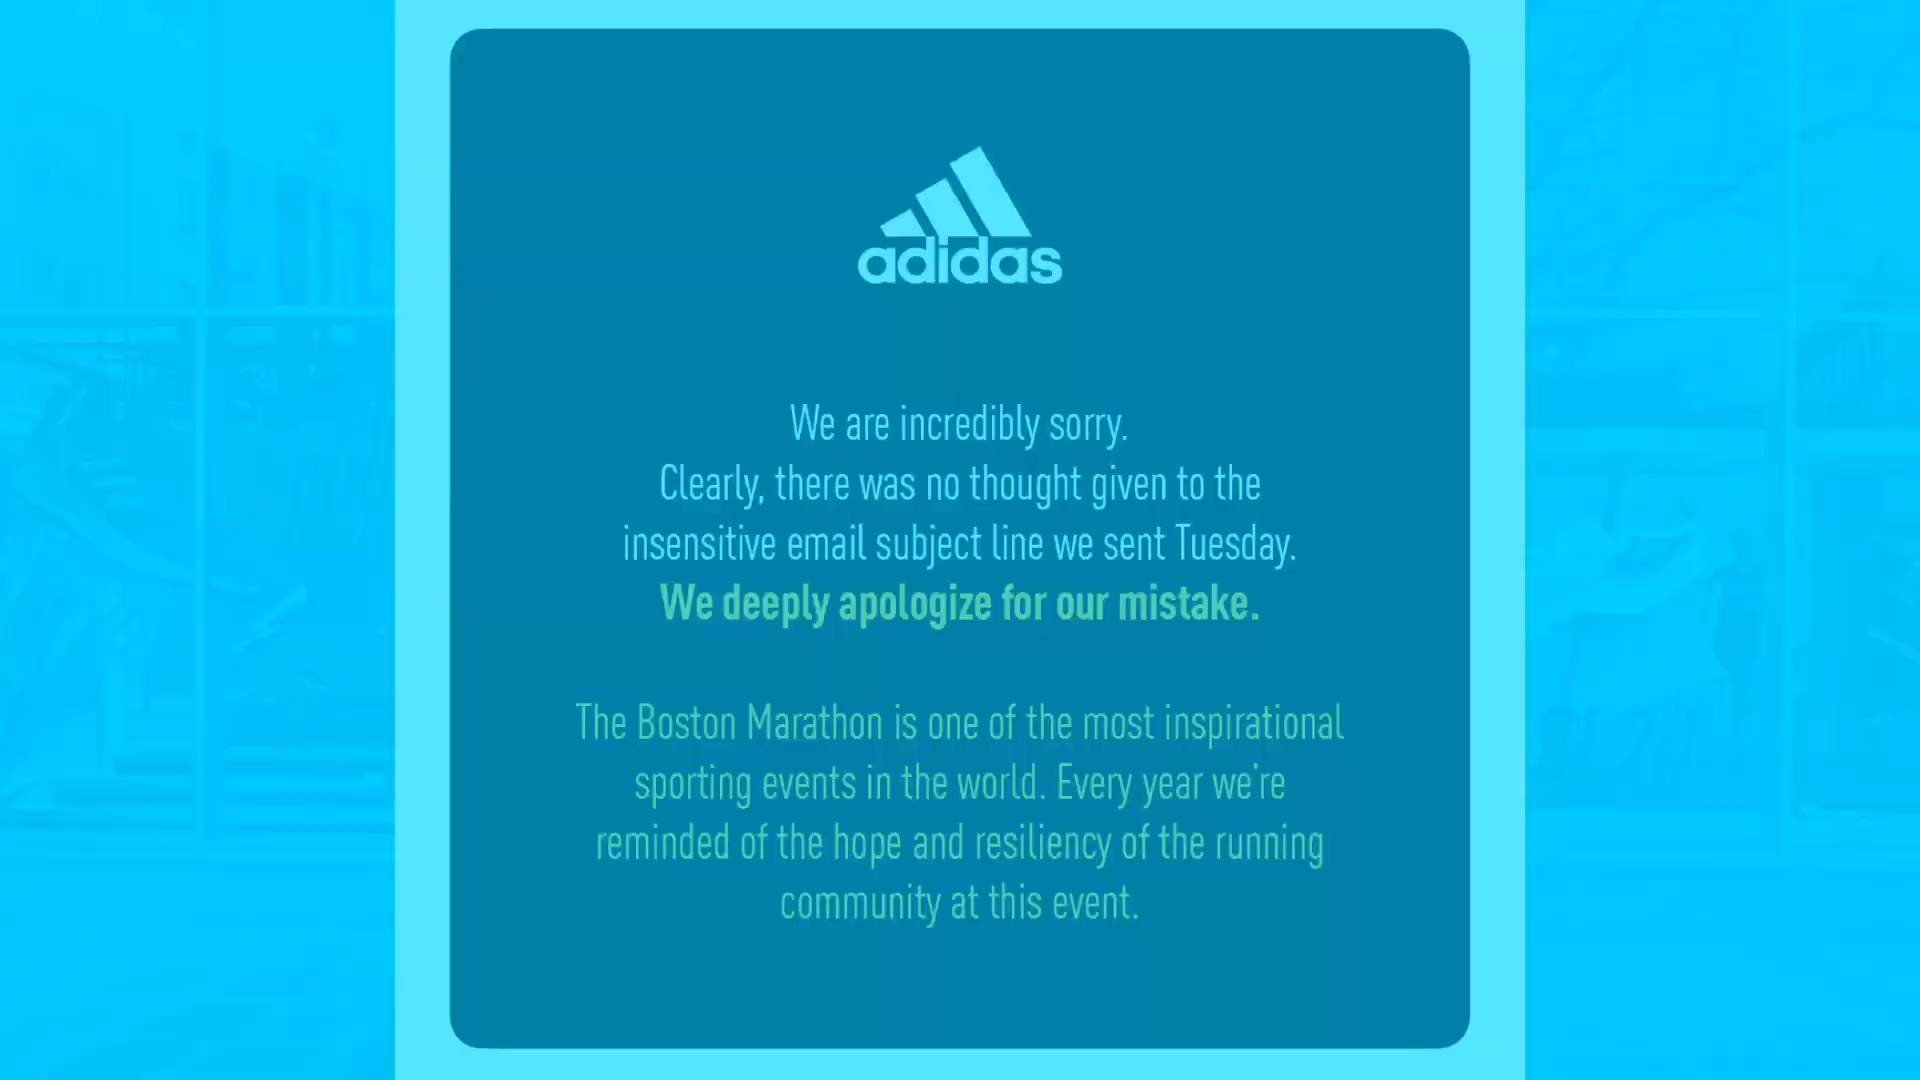 adidas
We are incredibly sorry.
Clearly, there was no thought given to the
insensitive email subject line we sent Tuesday.
We deeply apologize for our mistake.
The Boston Marathon is one of the most inspirational
sporting events in the world. Every year we're
reminded of the hope and resiliency of the running
community at this event.